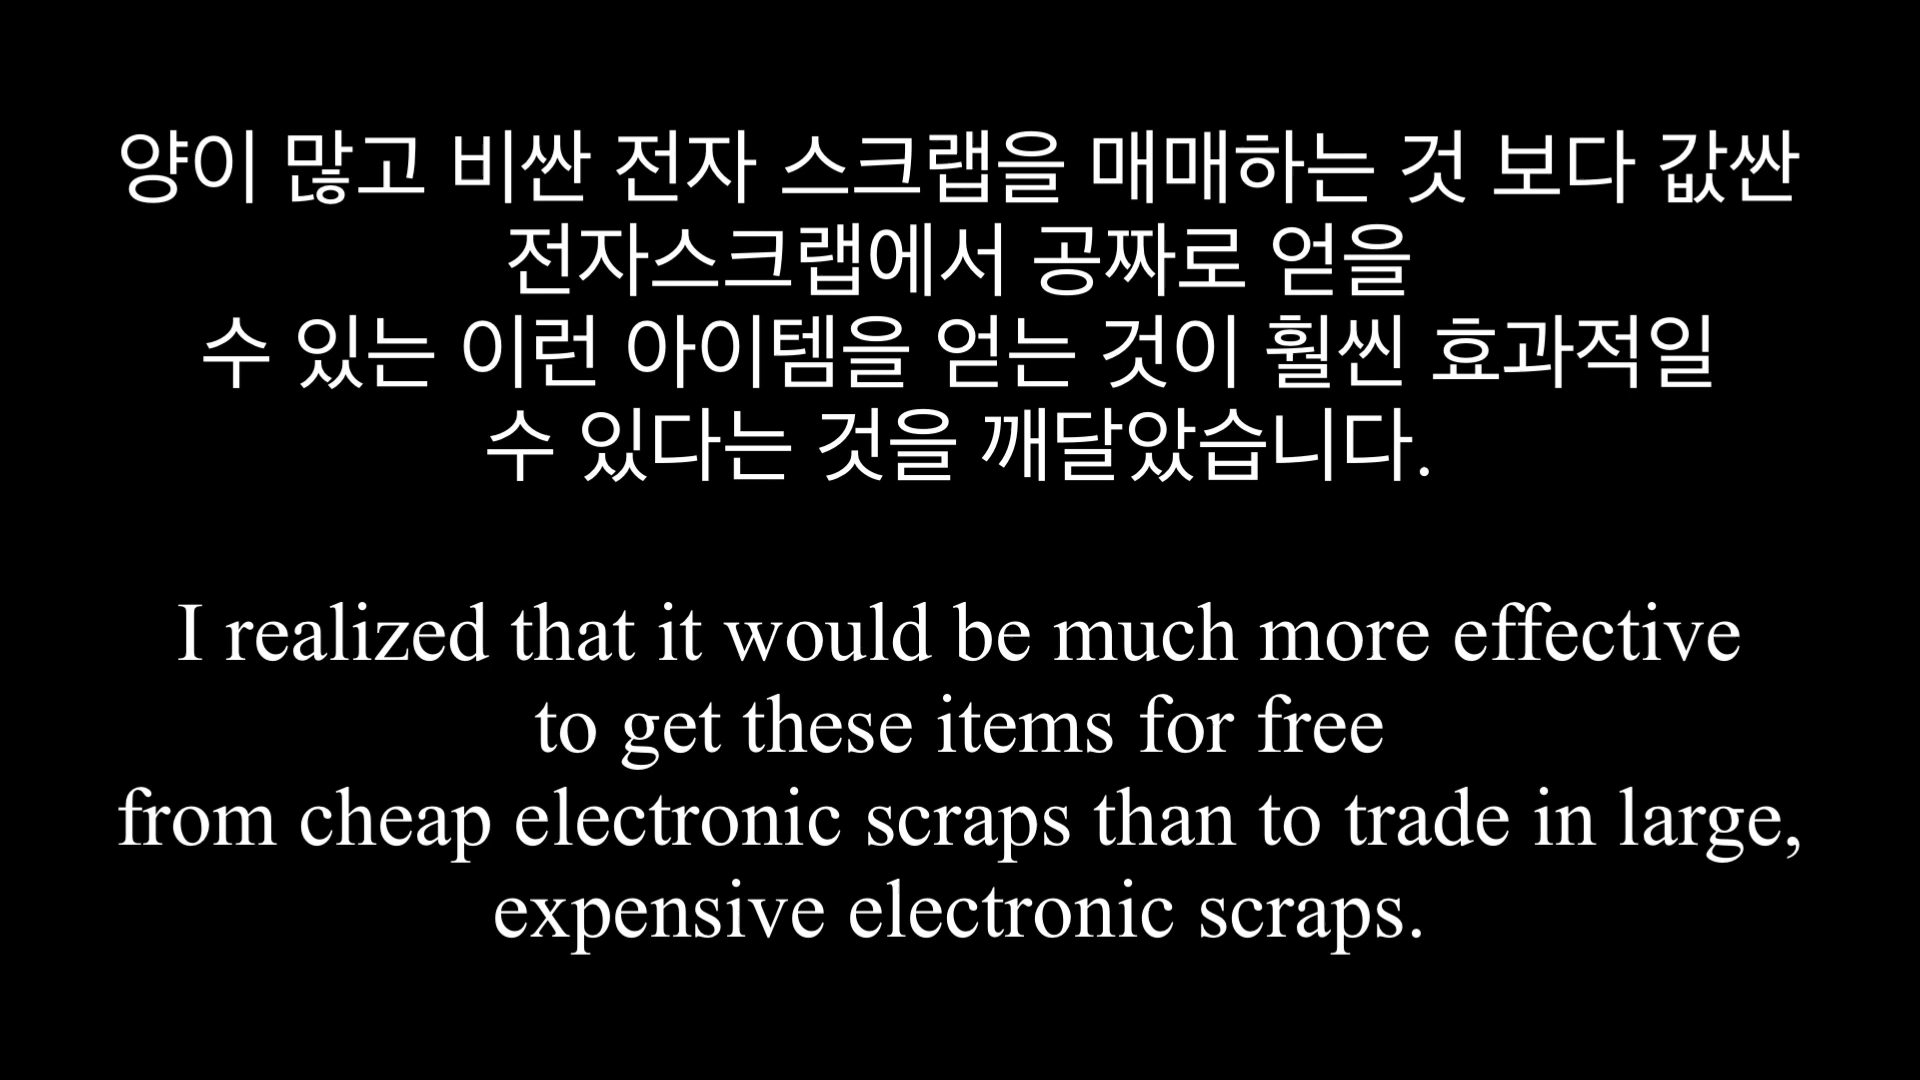 양이 많고 비싼 전자 스크랩을 매매하는 것 보다 값싼
전자스크랩에서 공짜로 얻을
수 있는 이런 아이템을 얻는 것이 훨씬 효과적일
수 있다는 것을 깨달았습니다.
I realized that it would be much more effective
to get these items for free
from cheap electronic scraps than to trade in large,
expensive electronic scraps.